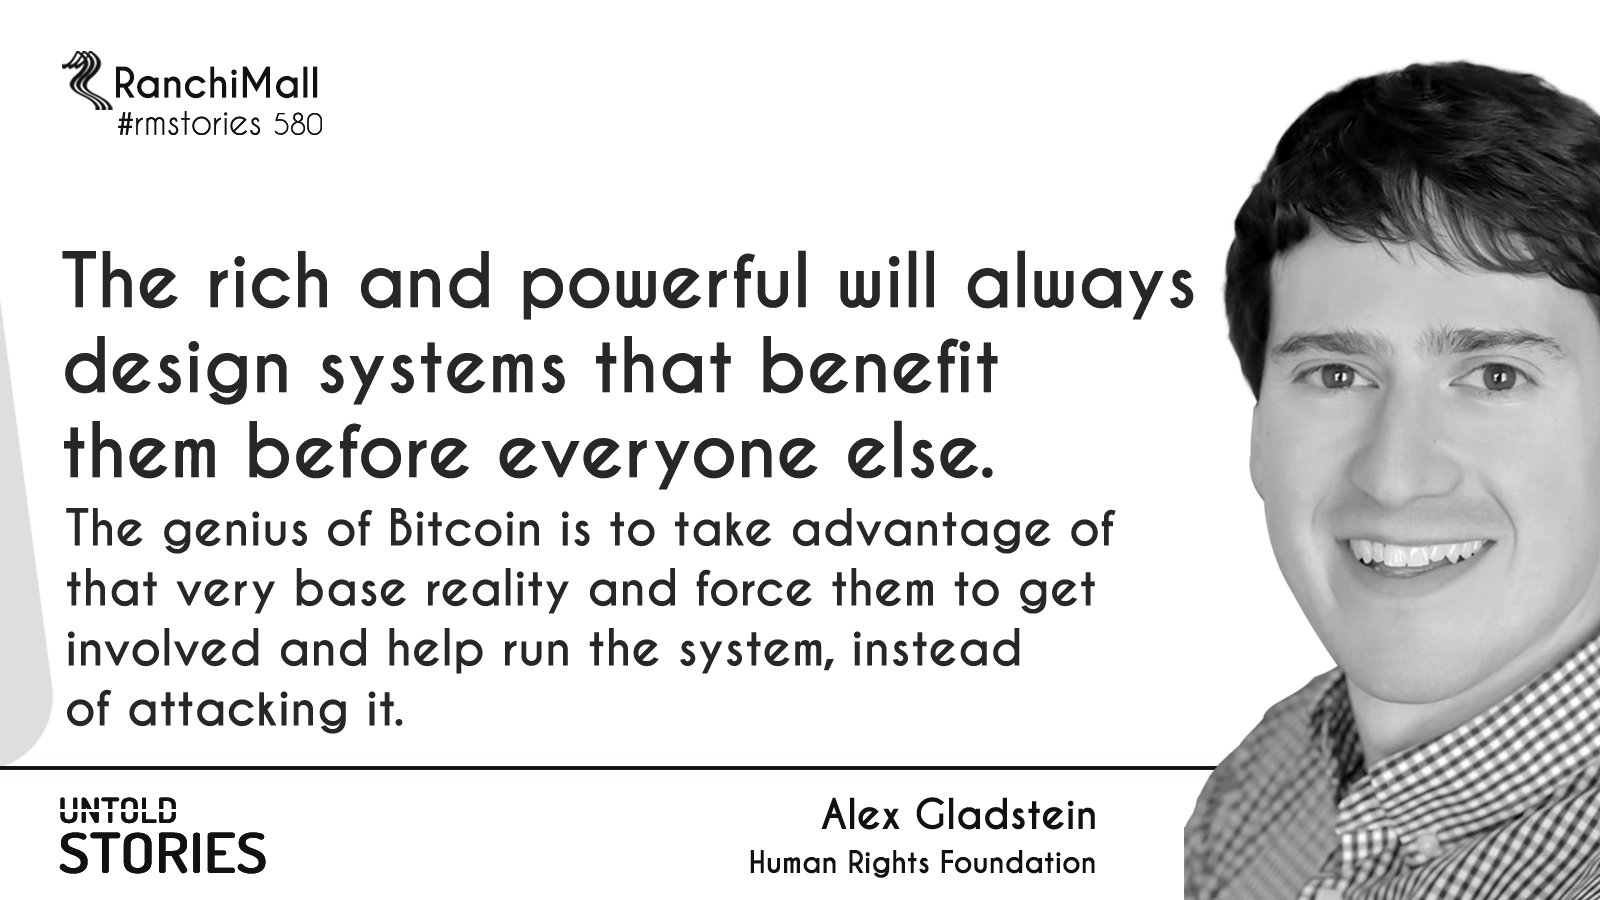 RanchiMall
#rmstories 580
The rich and powerful will always
design systems that benefit
them before everyone else.
The genius of Bitcoin is to take advantage of
that very base reality and force them to get
involved and help run the system, instead
of attacking it.
UNTOLD
STORIES
Alex Gladstein
Human Rights Foundation